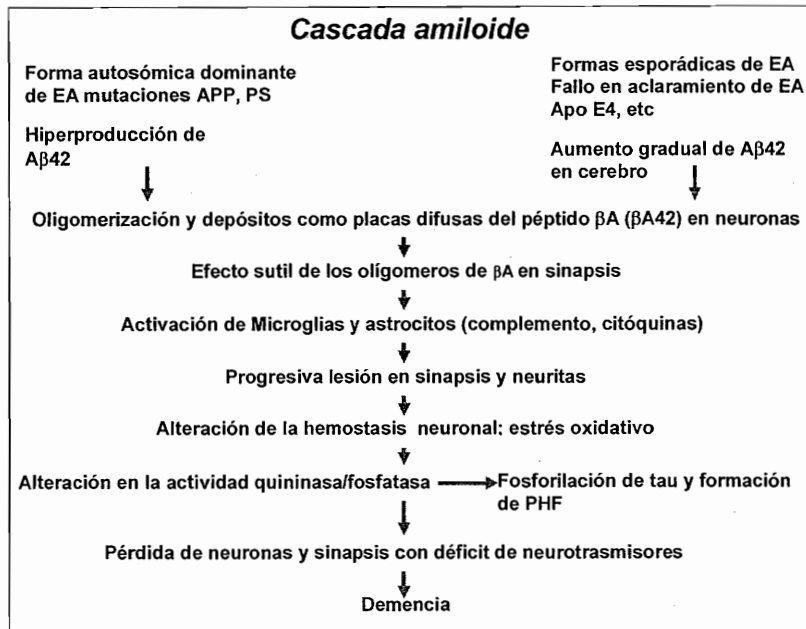 Cascada amiloide
Forma autosómica dominante
de EA mutaciones APP, PS
Hiperproducción de
Aβ42
Formas esporádicas de EA
Fallo en aclaramiento de EA
Apo E4, etc
Aumento gradual de Aβ42
en cerebro
Oligomerización y depósitos como placas difusas del péptido βA (βA42) en neuronas
Efecto sutil de los olígomeros de βA en sinapsis
Activación de Microglias y astrocitos (complemento, citóquinas)
Progresiva lesión en sinapsis y neuritas
Alteración de la hemostasis neuronal: estrés oxidativo
Alteración en la actividad quininasa/fosfatasa
Fosforilación de tau y formación
de PHF
Pérdida de neuronas y sinapsis con déficit de neurotrasmisores
Demencia